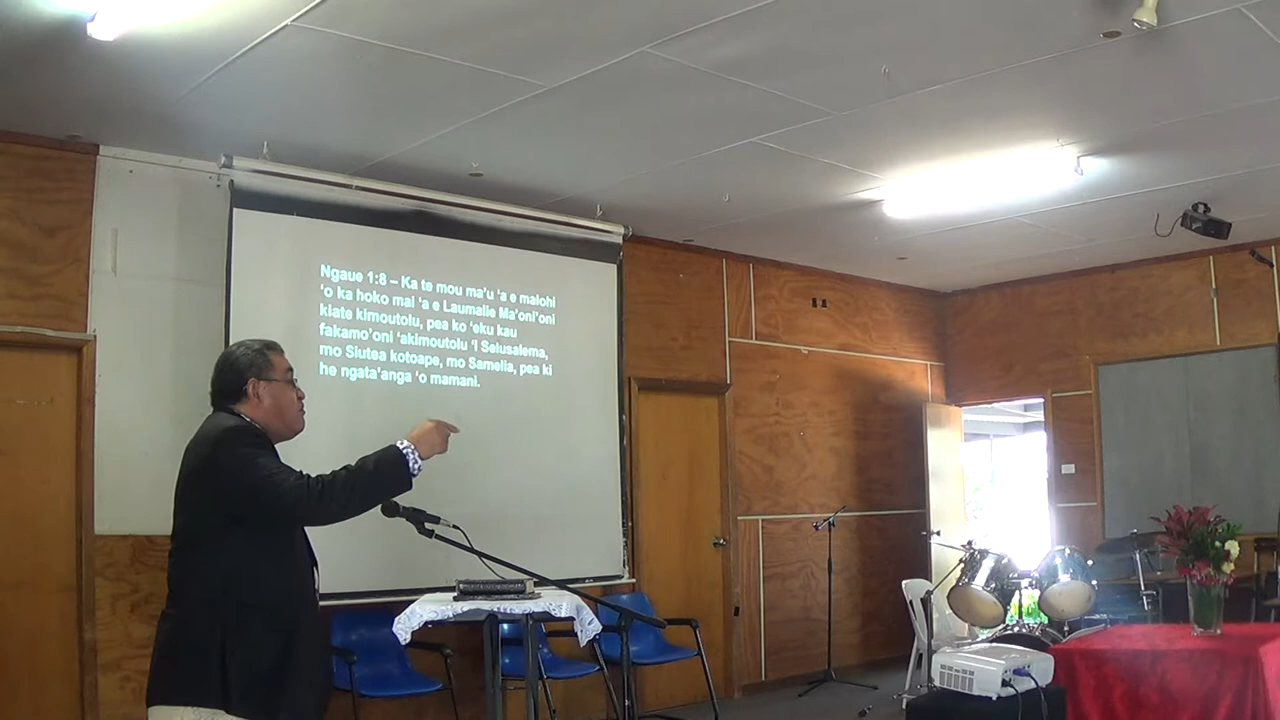 Ngaue 1:8 – Ka te mou ma'u 'a e malohi
'o ka hoko mai 'a e Laumalie Ma'oni'oni
kiate kimoutolu, pea ko 'eku kau
fakamo'oni 'akimoutolu 'i Selusalema,
mo Siutea kotoape, mo Samelia, pea ki
he ngata'anga 'o mamani.